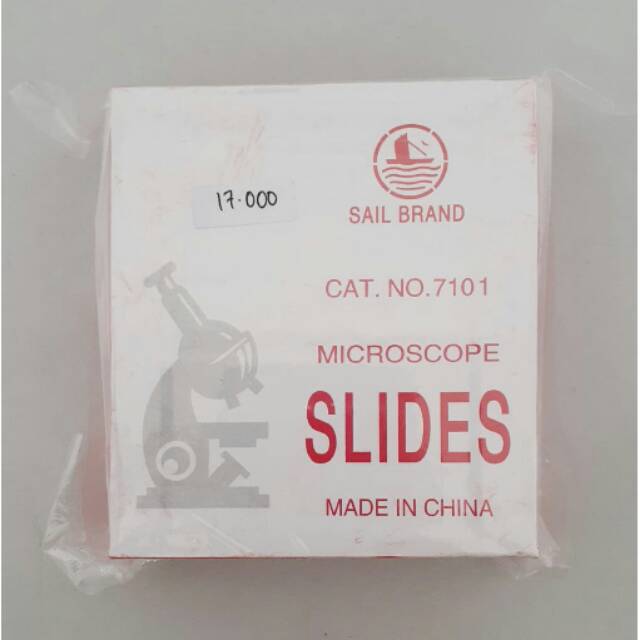 17.000
SAIL BRAND
CAT. NO.7101
MICROSCOPE
SLIDES
MADE IN CHINA